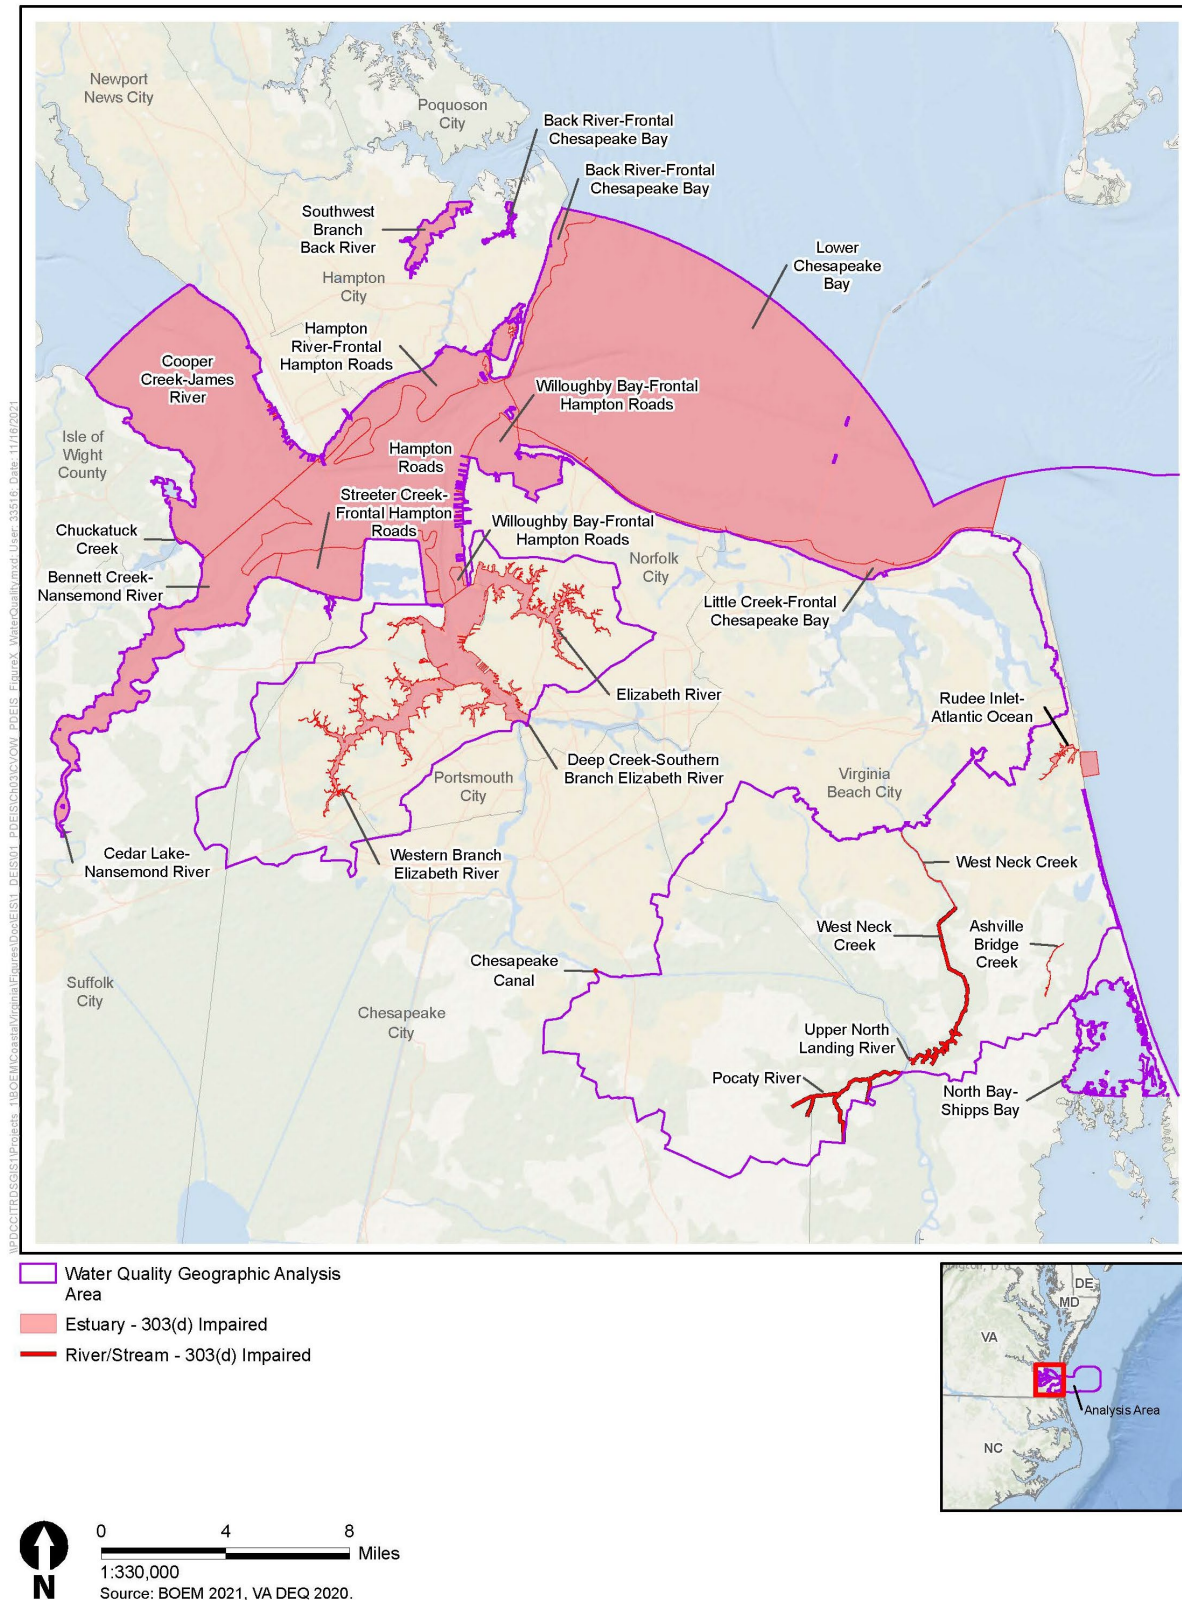 Newport
News City
Poquoson
City
Back River-Frontal
Chesapeake Bay
Back River-Frontal
Chesapeake Bay
Southwest
Branch
Back River
Lower
Chesapeake
Bay
Hampton
City
Hampton
River-Frontal
Hampton Roads
Cooper
Creek-James
River
Willoughby Bay-Frontal
Hampton Roads
Isle of
Wight
County
Hampton
Roads
Streeter Creek-
Frontal Hampton
Roads
Chuckatuck
Creek
Willoughby Bay-Frontal
Hampton Roads
Norfolk
City
Bennett Creek-
Nansemond River
Little Creek-Frontal
Chesapeake Bay
Elizabeth River
Rudee Inlet-
Atlantic Ocean
Deep Creek-Southern
Branch Elizabeth River
Portsmouth
City
Virginia
Beach City
Cedar Lake-
Nansemond River
Western Branch
Elizabeth River
West Neck Creek
West Neck
Creek
Ashville
Bridge
Creek
Chesapeake
Canal
Suffolk
City
Chesapeake
City
Upper North
Landing River
Pocaty River
North Bay-
Shipps Bay
Water Quality Geographic Analysis
Area
Estuary - 303(d) Impaired
River/Stream - 303(d) Impaired
DE
MD
VA
Analysis Area
NC
0 4 8
Miles
1:330,000
N
Source: BOEM 2021, VA DEQ 2020.